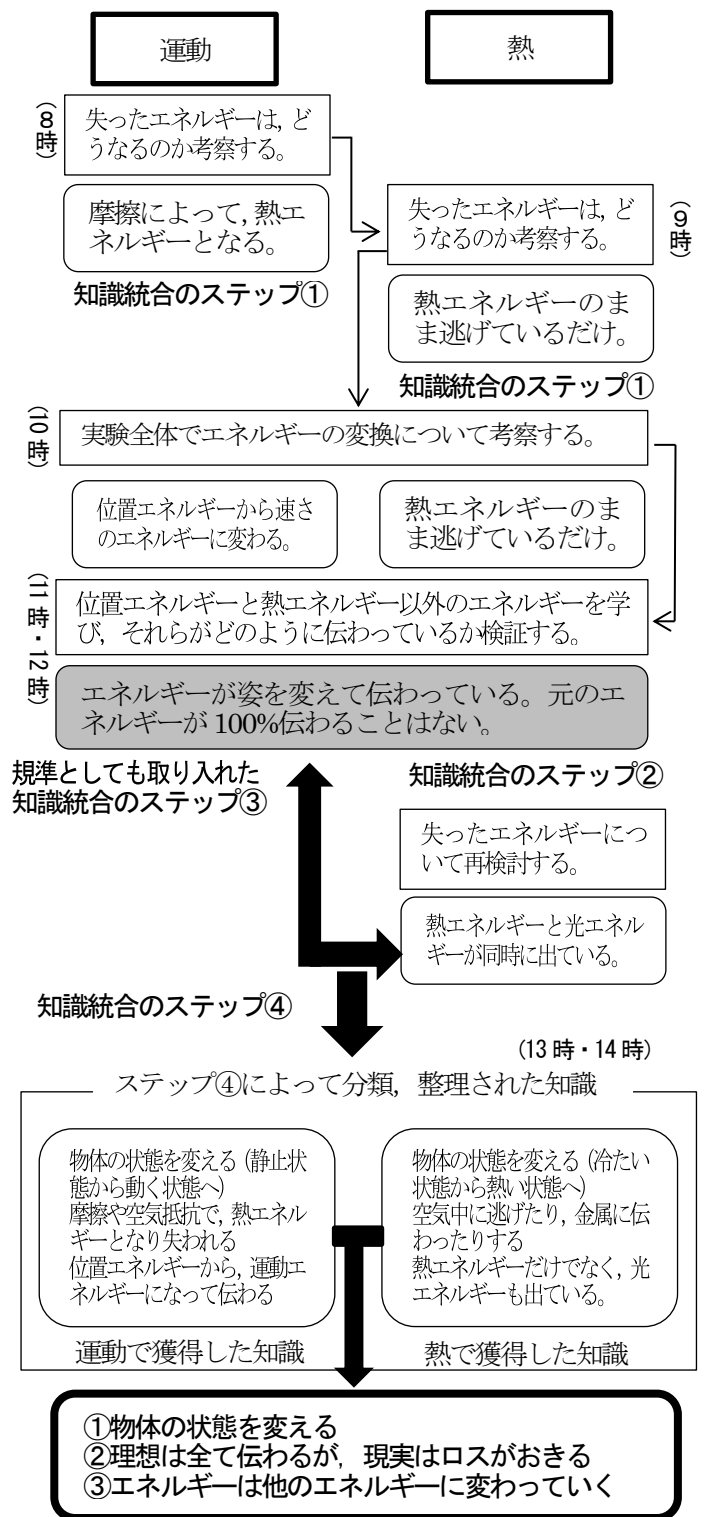 運動
熱
(8時)
失ったエネルギーは，ど
うなるのか考察する。
摩擦によって，熱エ
ネルギーとなる。
知識統合のステップ①
(9時)
失ったエネルギーは，ど
うなるのか考察する。
熱エネルギーのま
ま逃げているだけ。
知識統合のステップ①
(10時)
実験全体でエネルギーの変換について考察する。
位置エネルギーから速さ
のエネルギーに変わる。
熱エネルギーのま
ま逃げているだけ。
(11時・12時)
位置エネルギーと熱エネルギー以外のエネルギーを学
び，それらがどのように伝わっているか検証する。
エネルギーが姿を変えて伝わっている。元のエ
ネルギーが100%伝わることはない。
規準としても取り入れた
知識統合のステップ③
知識統合のステップ②
失ったエネルギーにつ
いて再検討する。
熱エネルギーと光エネル
ギーが同時に出ている。
知識統合のステップ④
(13時・14時)
ステップ④によって分類，整理された知識
物体の状態を変える（静止状
態から動く状態へ）
摩擦や空気抵抗で，熱エネル
ギーとなり失われる
位置エネルギーから，運動エ
ネルギーになって伝わる
運動で獲得した知識
物体の状態を変える（冷たい
状態から熱い状態へ）
空気中に逃げたり，金属に伝
わったりする
熱エネルギーだけでなく，光
エネルギーも出ている。
熱で獲得した知識
①物体の状態を変える
②理想は全て伝わるが，現実はロスがおきる
③エネルギーは他のエネルギーに変わっていく